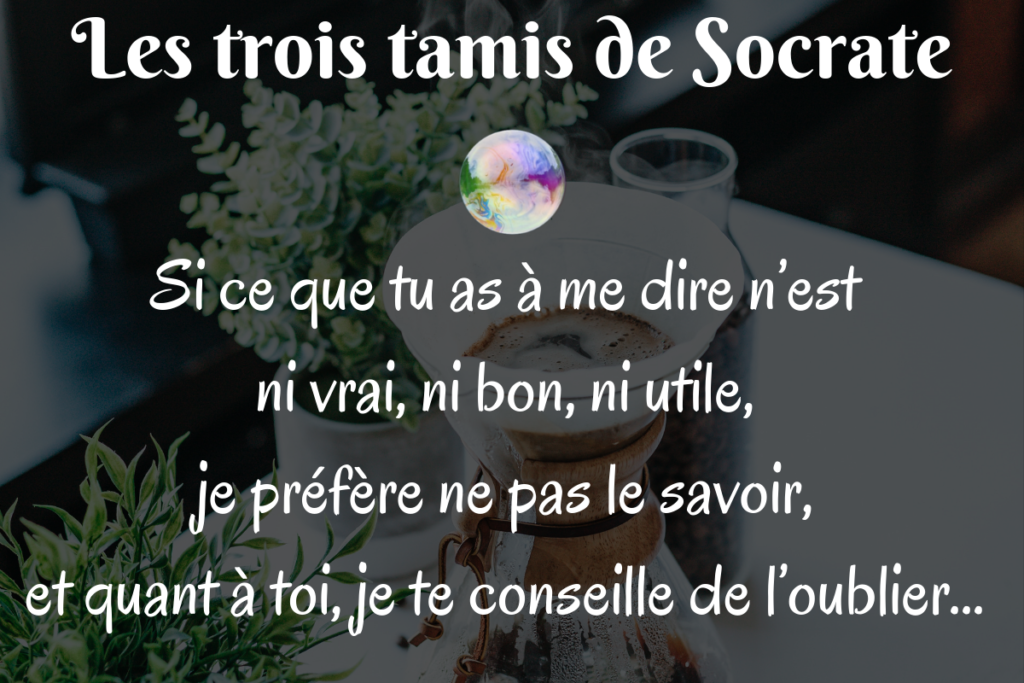 Les trois tamis de Socrate
Si ce que tu as à me dire n’est
ni vrai, ni bon, ni utile,
je préfère ne pas le savoir,
et quant à toi, je te conseille de l’oublier...